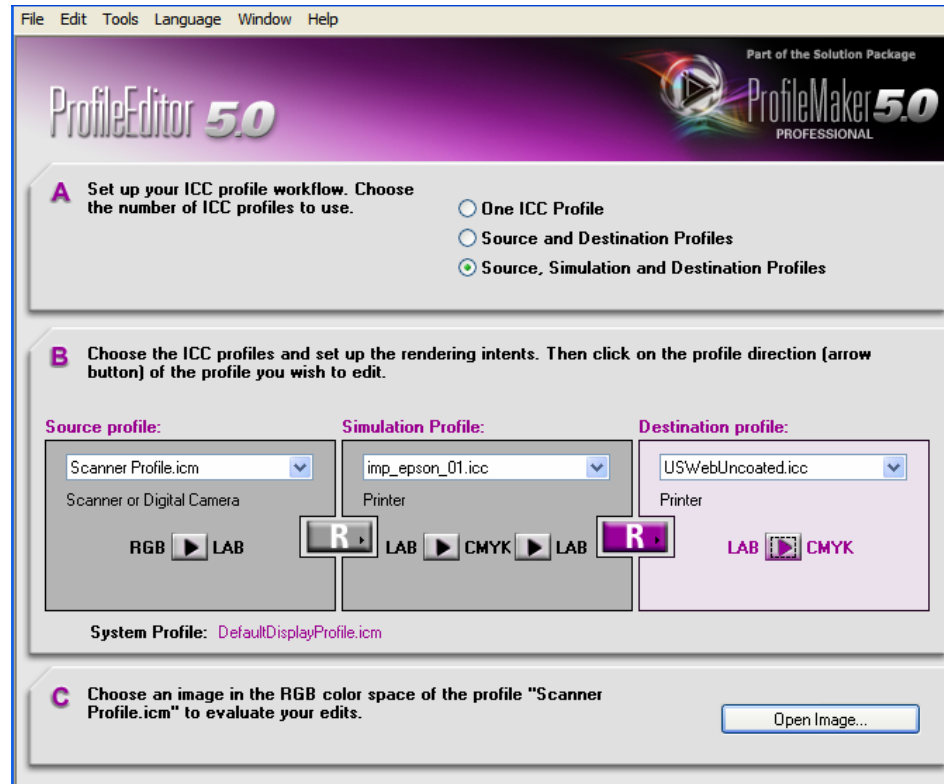 File Edit Tools Language Window Help
Part of the Solution Package
ProfileEditor 5.0
ProfileMaker 5.0
PROFESSIONAL
A Set up your ICC profile workflow. Choose
the number of ICC profiles to use.
One ICC Profile
Source and Destination Profiles
Source, Simulation and Destination Profiles
B Choose the ICC profiles and set up the rendering intents. Then click on the profile direction (arrow
button) of the profile you wish to edit.
Source profile: Simulation Profile: Destination profile:
Scanner Profile.icm imp_epson_01.icc USWebUncoated.icc
Scanner or Digital Camera Printer Printer
RGB LAB R LAB CMYK LAB R LAB CMYK
System Profile: DefaultDisplayProfile.icm
C Choose an image in the RGB color space of the profile "Scanner
Profile.icm" to evaluate your edits.
Open Image...